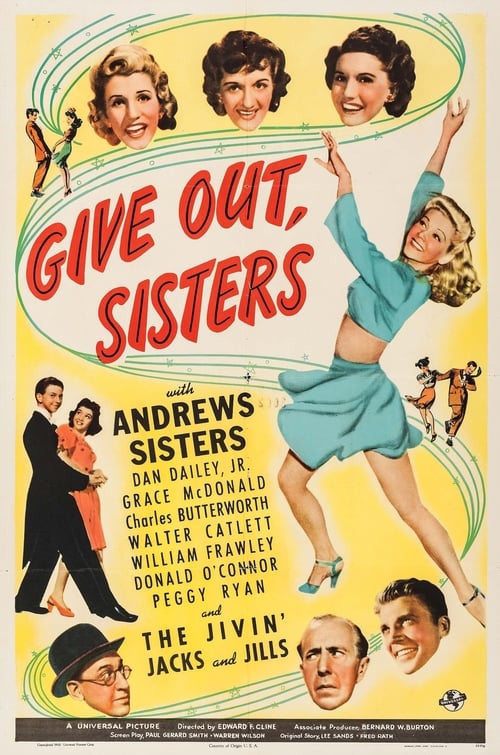 GIVE OUT,
SISTERS
with
ANDREWS
SISTERS
DAN DAILEY, JR.
GRACE McDONALD
Charles BUTTERWORTH
WALTER CATLETT
WILLIAM FRAWLEY
DONALD O'CONNOR
PEGGY RYAN
and
THE JIVIN'
JACKS and JILLS
A UNIVERSAL PICTURE Directed by EDWARD F. CLINE Associate Producer, BERNARD W. BURTON
Screen Play, PAUL GERARD SMITH • WARREN WILSON Original Story, LEE SANDS • FRED RATH
Country of Origin U.S.A.